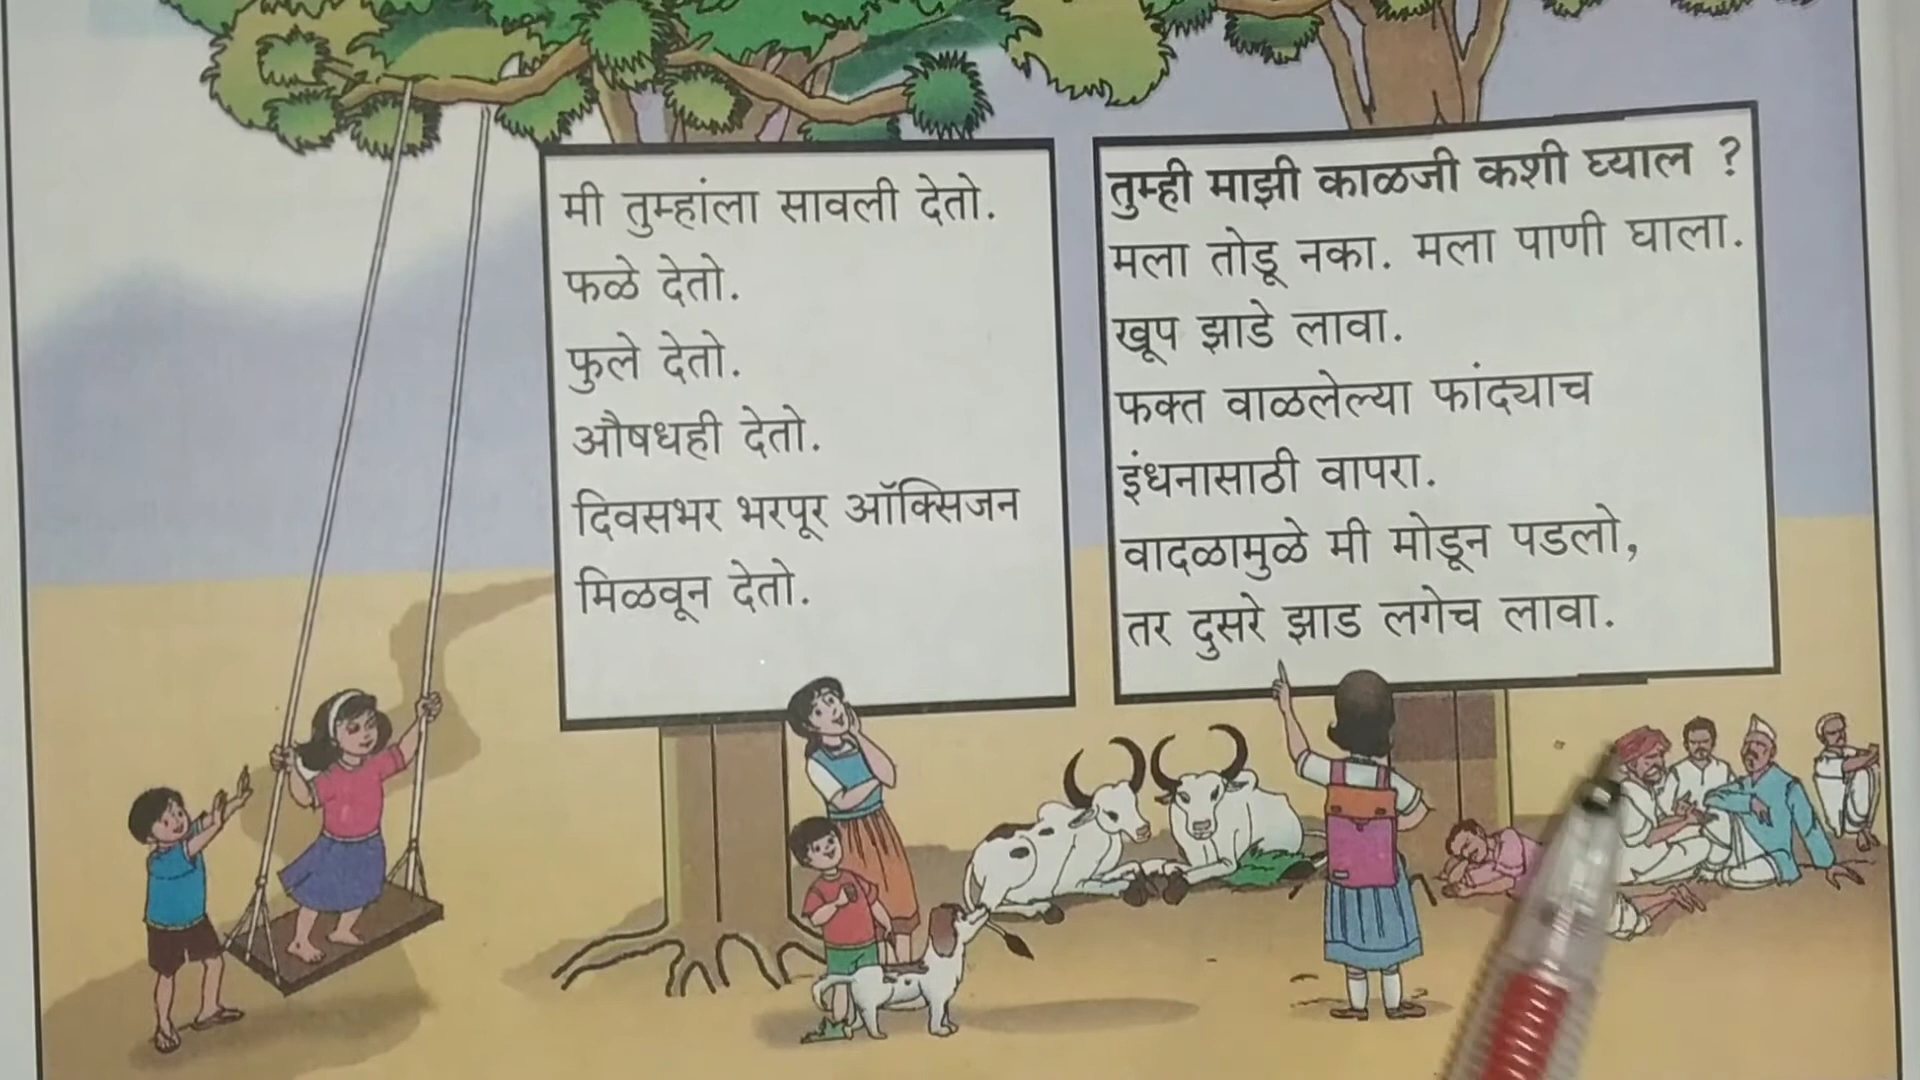 मी तुम्हांला सावली देतो.
फळे देतो.
फुले देतो.
औषधही देतो.
दिवसभर भरपूर ऑक्सिजन
मिळवून देतो.
तुम्ही माझी काळजी कशी घ्याल ?
मला तोडू नका. मला पाणी घाला.
खूप झाडे लावा.
फक्त वाळलेल्या फांद्याच
इंधनासाठी वापरा.
वादळामुळे मी मोडून पडलो,
तर दुसरे झाड लगेच लावा.